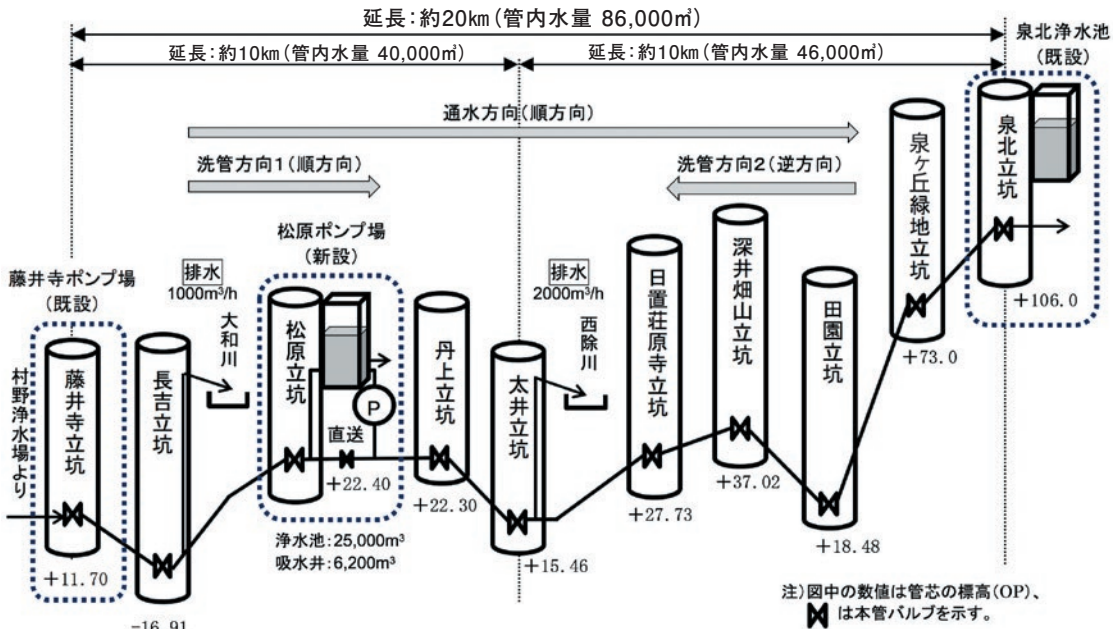 延長:約20km(管内水量 86,000㎥)
延長:約10km(管内水量 40,000㎥)
延長:約10km(管内水量 46,000㎥)
泉北浄水池
(既設)
通水方向(順方向)
洗管方向1(順方向)
洗管方向2(逆方向)
藤井寺ポンプ場
(既設)
松原ポンプ場
(新設)
排水
1000m³/h
大和川
排水
2000m³/h
西除川
村野浄水場より
藤井寺立坑
長吉立坑
松原立坑
P
直送
丹上立坑
太井立坑
日置荘原寺立坑
深井畑山立坑
田園立坑
泉ヶ丘緑地立坑
泉北立坑
+11.70
-16.91
+22.40
+22.30
+15.46
+27.73
+37.02
+18.48
+73.0
+106.0
浄水池:25,000m³
吸水井:6,200m³
注)図中の数値は管芯の標高(OP)、
は本管バルブを示す。